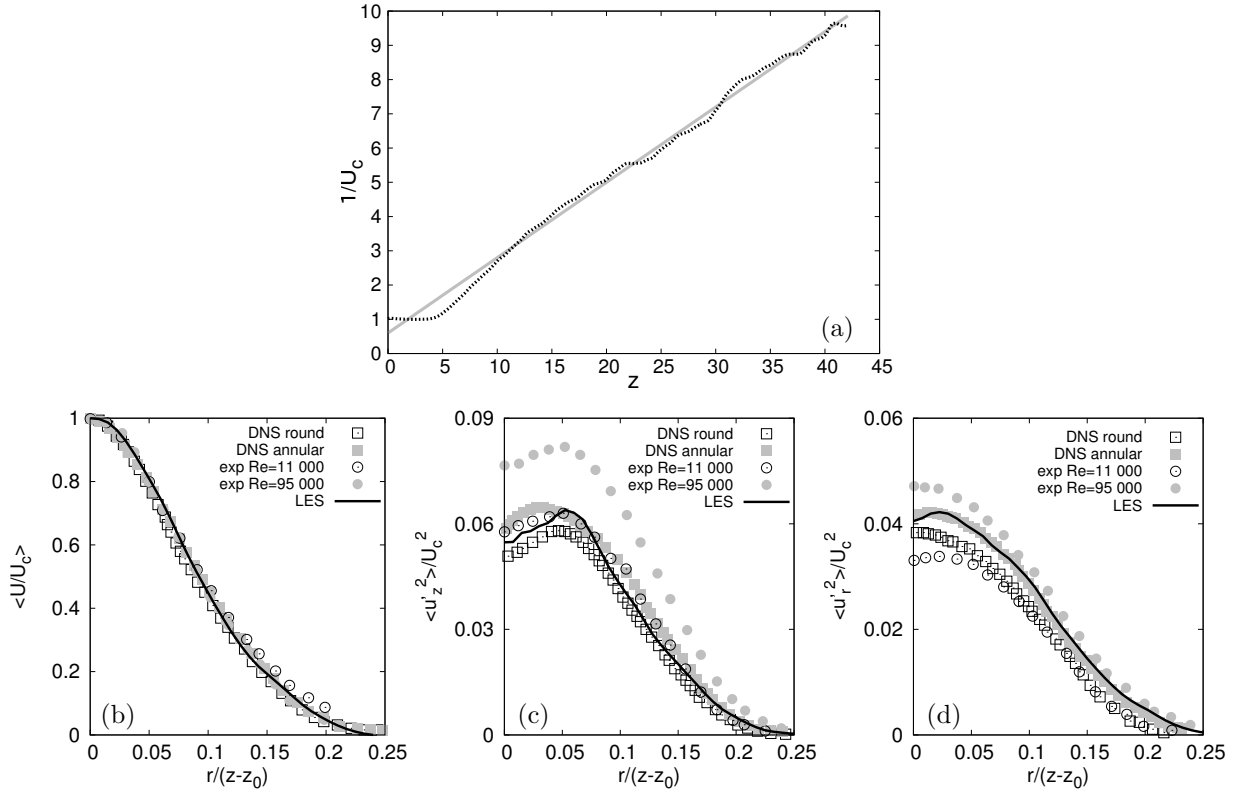 10
9
8
7
6
5
4
3
2
1
0
1/U_c
0 5 10 15 20 25 30 35 40 45
z
(a)
1
0.8
0.6
0.4
0.2
0
<U/U_c>
DNS round
DNS annular
exp Re=11 000
exp Re=95 000
LES
(b)
0 0.05 0.1 0.15 0.2 0.25
r/(z-z_0)
0.09
0.06
0.03
0
<u'_z^2>/U_c^2
DNS round
DNS annular
exp Re=11 000
exp Re=95 000
LES
(c)
0 0.05 0.1 0.15 0.2 0.25
r/(z-z_0)
0.06
0.04
0.02
0
<u'_r^2>/U_c^2
DNS round
DNS annular
exp Re=11 000
exp Re=95 000
LES
(d)
0 0.05 0.1 0.15 0.2 0.25
r/(z-z_0)